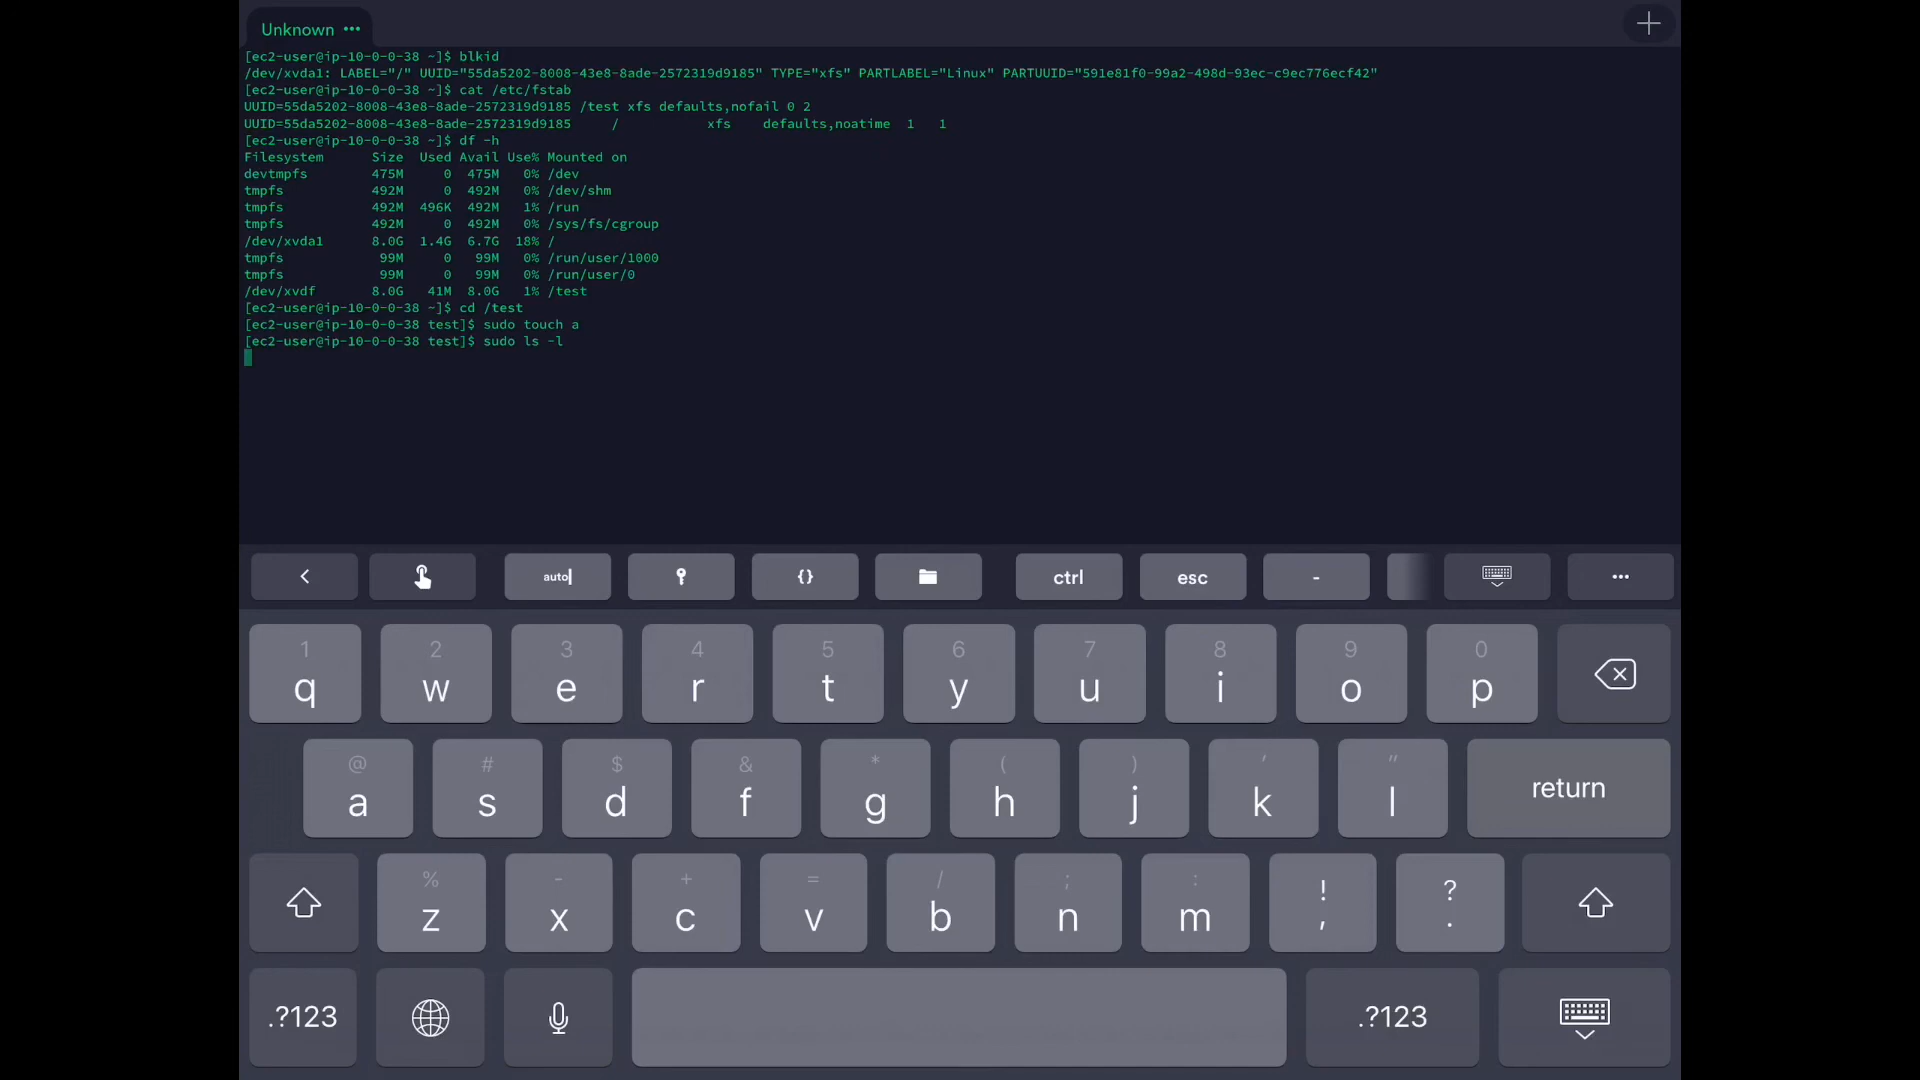 Unknown •••
[ec2-user@ip-10-0-0-38 ~]$ blkid
/dev/xvda1: LABEL="/" UUID="55da5202-8008-43e8-8ade-2572319d9185" TYPE="xfs" PARTLABEL="Linux" PARTUUID="591e81f0-99a2-498d-93ec-c9ec776ecf42"
[ec2-user@ip-10-0-0-38 ~]$ cat /etc/fstab
UUID=55da5202-8008-43e8-8ade-2572319d9185 /test xfs defaults,nofail 0 2
UUID=55da5202-8008-43e8-8ade-2572319d9185     /           xfs    defaults,noatime  1   1
[ec2-user@ip-10-0-0-38 ~]$ df -h
Filesystem      Size  Used Avail Use% Mounted on
devtmpfs        475M     0  475M   0% /dev
tmpfs           492M     0  492M   0% /dev/shm
tmpfs           492M  496K  492M   1% /run
tmpfs           492M     0  492M   0% /sys/fs/cgroup
/dev/xvda1      8.0G  1.4G  6.7G  18% /
tmpfs            99M     0   99M   0% /run/user/1000
tmpfs            99M     0   99M   0% /run/user/0
/dev/xvdf       8.0G   41M  8.0G   1% /test
[ec2-user@ip-10-0-0-38 ~]$ cd /test
[ec2-user@ip-10-0-0-38 test]$ sudo touch a
[ec2-user@ip-10-0-0-38 test]$ sudo ls -l
auto {} ctrl esc - •••
1 2 3 4 5 6 7 8 9 0
q w e r t y u i o p
@ # $ & * ( ) ' "
a s d f g h j k l return
% - + = / ; : ! ?
z x c v b n m , .
.?123 .?123